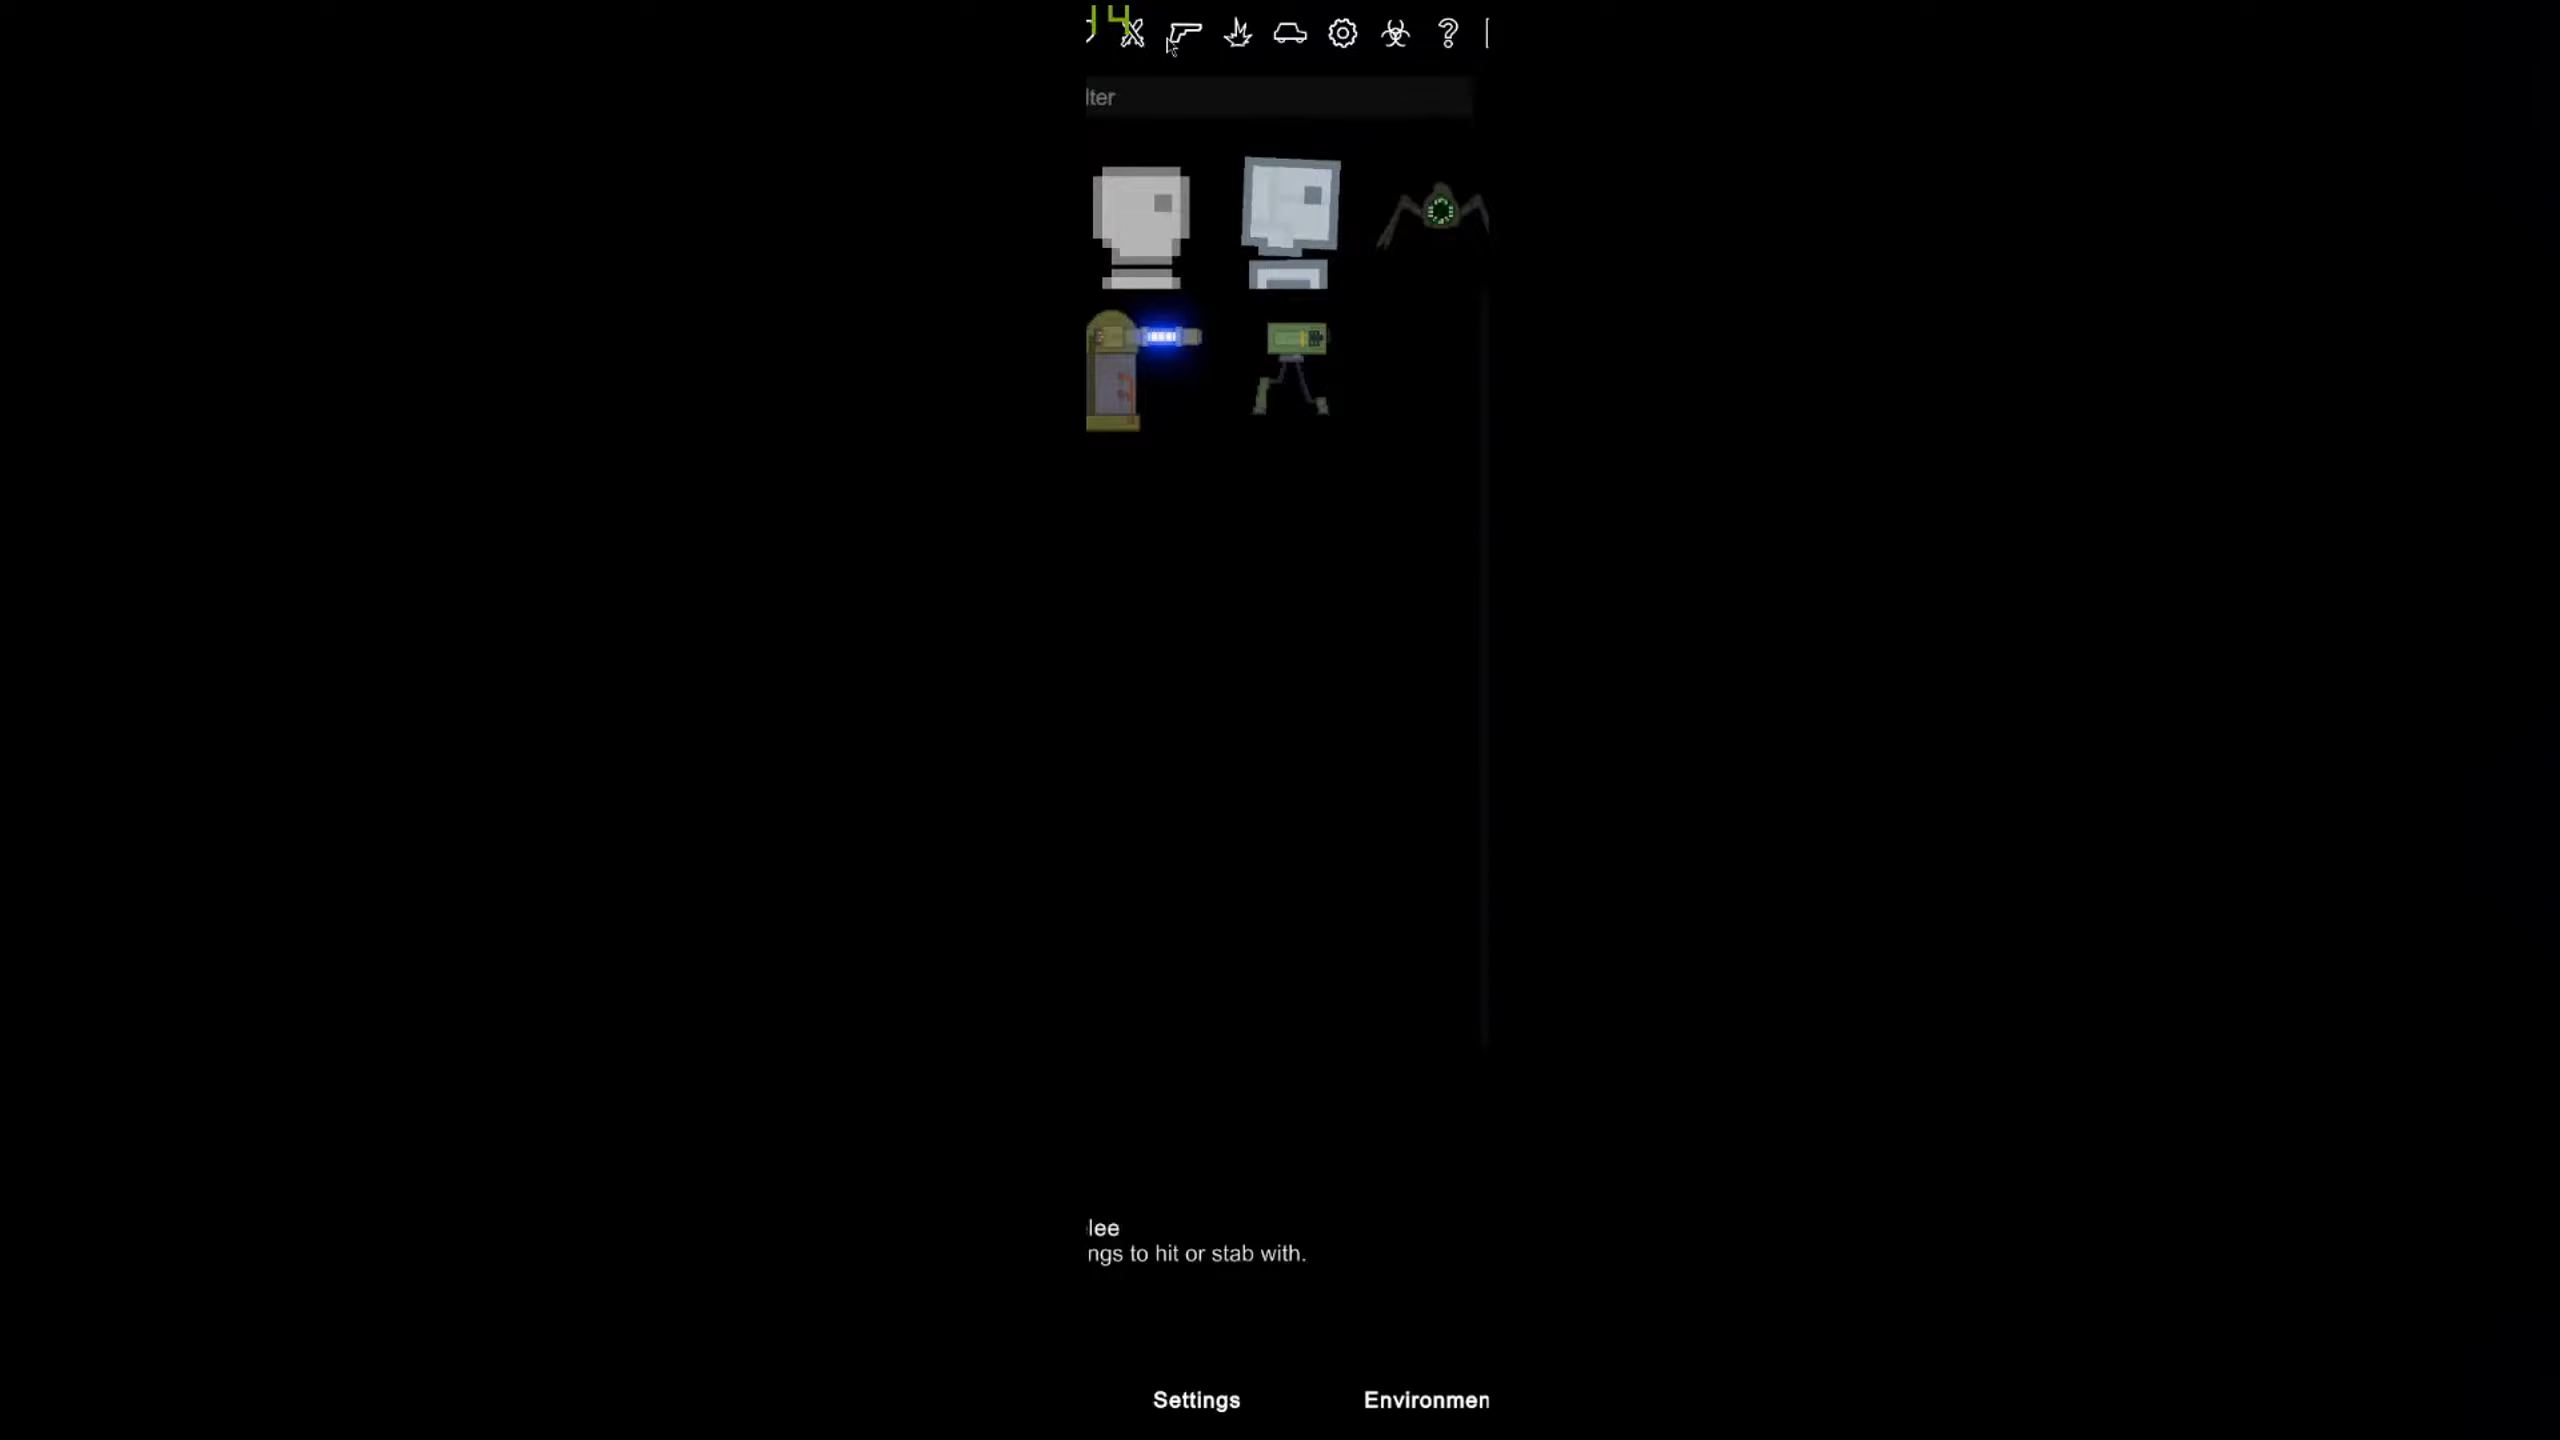 lter
lee
ngs to hit or stab with.
Settings
Environmen